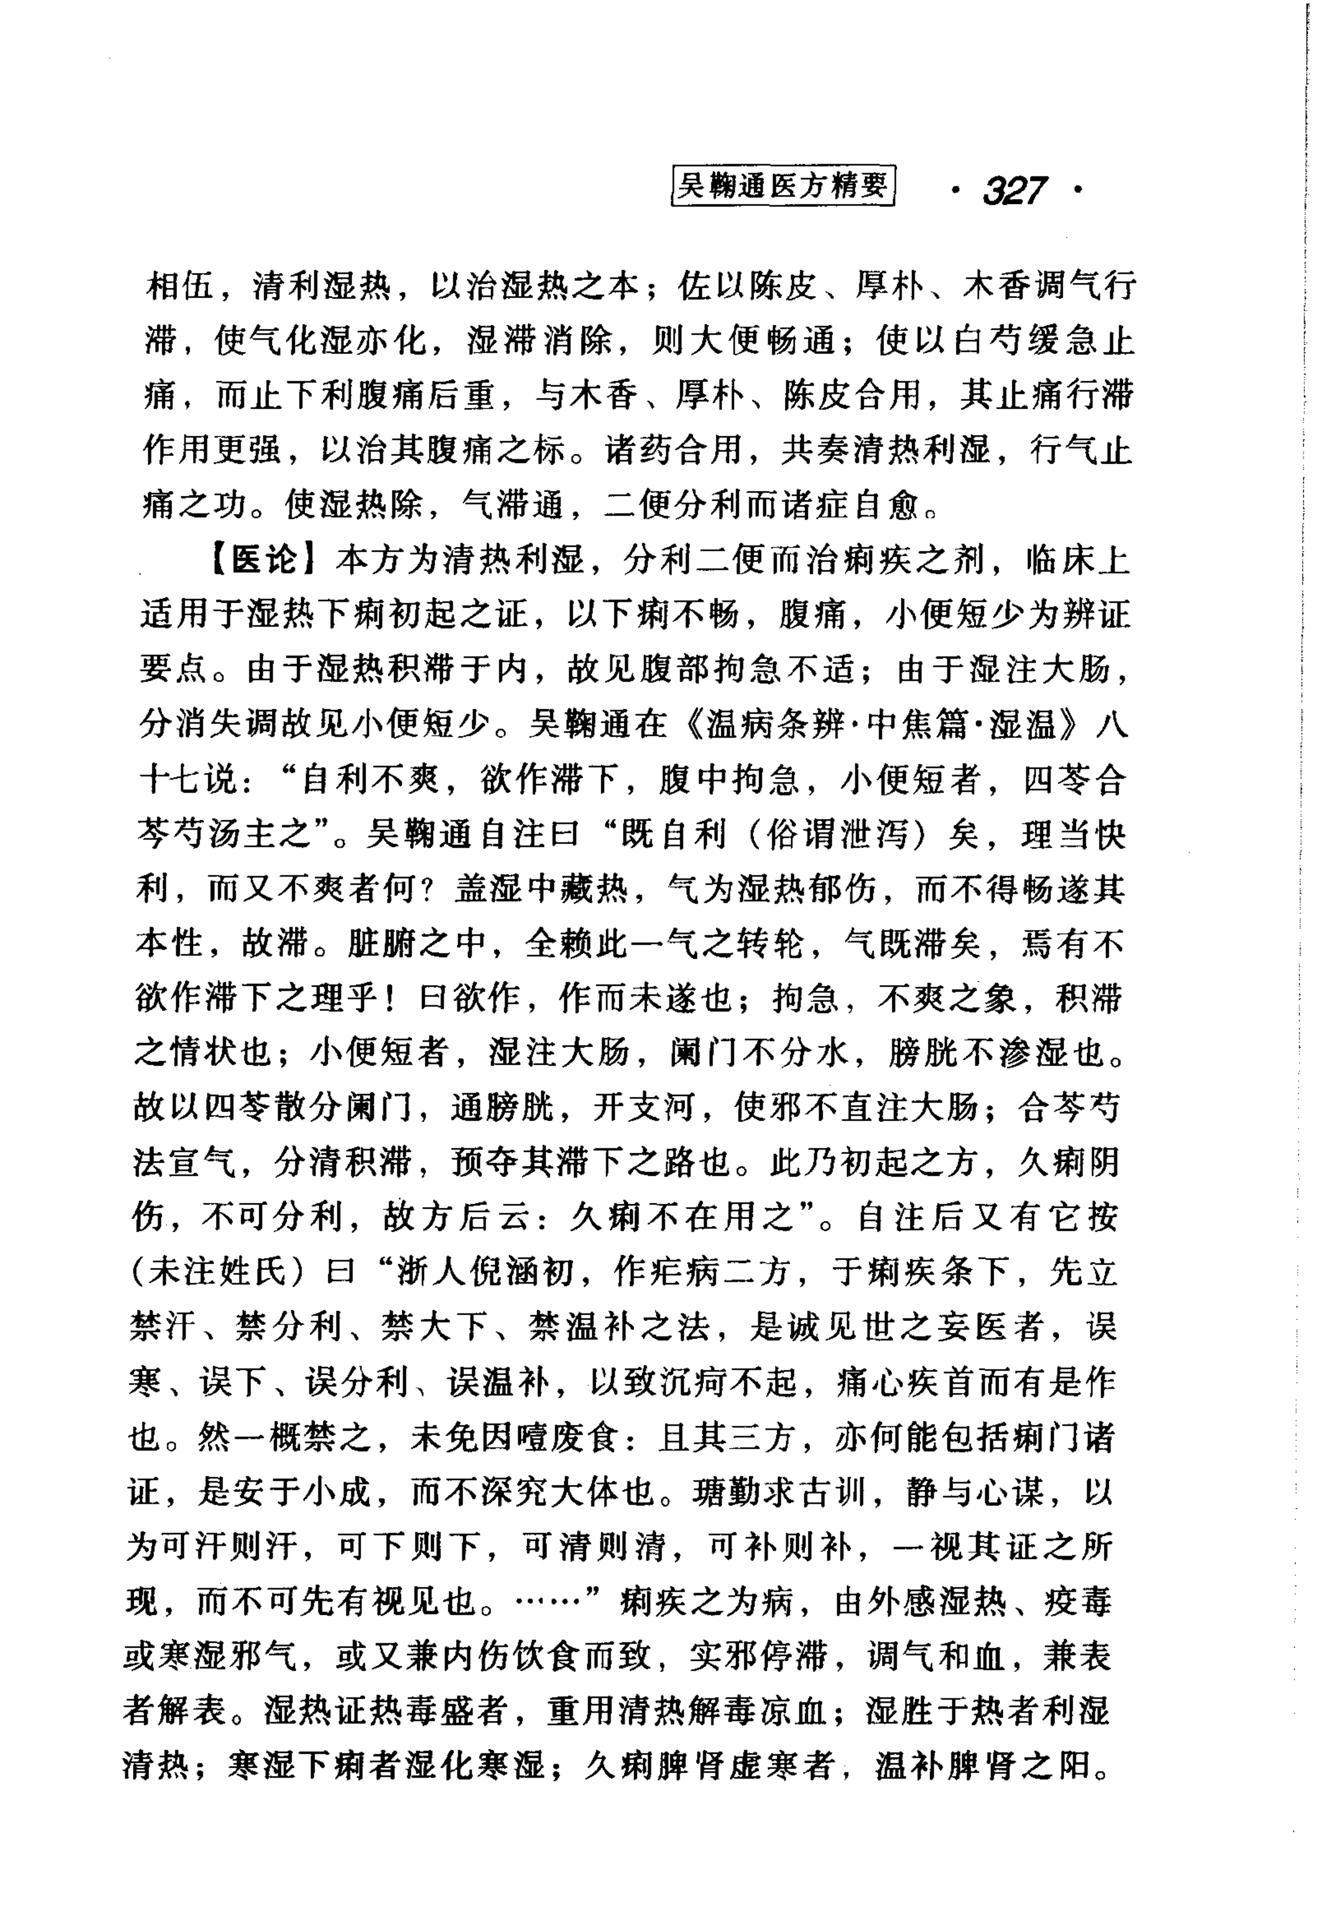 吴鞠通医方精要 ·327·
相伍，清利湿热，以治湿热之本；佐以陈皮、厚朴、木香调气行
滞，使气化湿亦化，湿滞消除，则大便畅通；使以白芍缓急止
痛，而止下利腹痛后重，与木香、厚朴、陈皮合用，其止痛行滞
作用更强，以治其腹痛之标。诸药合用，共奏清热利湿，行气止
痛之功。使湿热除，气滞通，二便分利而诸症自愈。
【医论】本方为清热利湿，分利二便而治痢疾之剂，临床上
适用于湿热下痢初起之证，以下痢不畅，腹痛，小便短少为辨证
要点。由于湿热积滞于内，故见腹部拘急不适；由于湿注大肠，
分消失调故见小便短少。吴鞠通在《温病条辨·中焦篇·湿温》八
十七说：“自利不爽，欲作滞下，腹中拘急，小便短者，四苓合
芩芍汤主之”。吴鞠通自注曰“既自利（俗谓泄泻）矣，理当快
利，而又不爽者何？盖湿中藏热，气为湿热郁伤，而不得畅遂其
本性，故滞。脏腑之中，全赖此一气之转轮，气既滞矣，焉有不
欲作滞下之理乎！曰欲作，作而未遂也；拘急，不爽之象，积滞
之情状也；小便短者，湿注大肠，阑门不分水，膀胱不渗湿也。
故以四苓散分阑门，通膀胱，开支河，使邪不直注大肠；合芩芍
法宣气，分清积滞，预夺其滞下之路也。此乃初起之方，久痢阴
伤，不可分利，故方后云：久痢不在用之”。自注后又有它按
(未注姓氏）曰“浙人倪涵初，作疟病二方，于痢疾条下，先立
禁汗、禁分利、禁大下、禁温补之法，是诚见世之妄医者，误
寒、误下、误分利、误温补，以致沉疴不起，痛心疾首而有是作
也。然一概禁之，未免因噎废食：且其三方，亦何能包括痢门诸
证，是安于小成，而不深究大体也。瑭勤求古训，静与心谋，以
为可汗则汗，可下则下，可清则清，可补则补，一视其证之所
现，而不可先有视见也。……”痢疾之为病，由外感湿热、疫毒
或寒湿邪气，或又兼内伤饮食而致，实邪停滞，调气和血，兼表
者解表。湿热证热毒盛者，重用清热解毒凉血；湿胜于热者利湿
清热；寒湿下痢者湿化寒湿；久痢脾肾虚寒者，温补脾肾之阳。